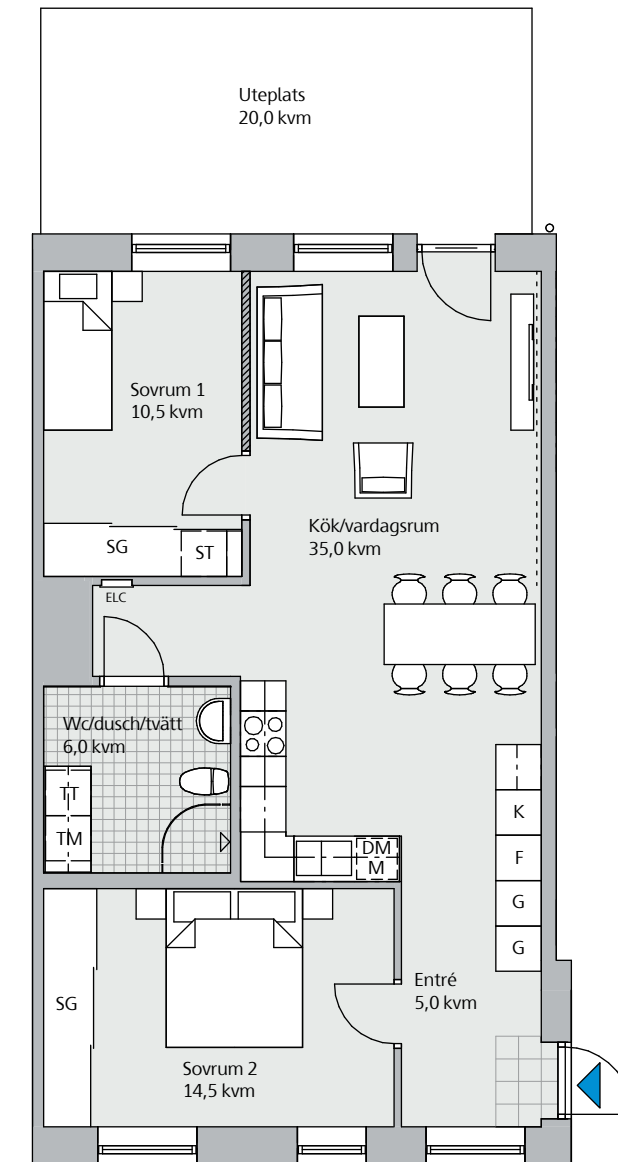 Uteplats
20,0 kvm
Sovrum 1
10,5 kvm
Kök/vardagsrum
35,0 kvm
SG
ST
ELC
Wc/dusch/tvätt
6,0 kvm
TT
TM
K
F
G
G
DM
M
Entré
5,0 kvm
SG
Sovrum 2
14,5 kvm